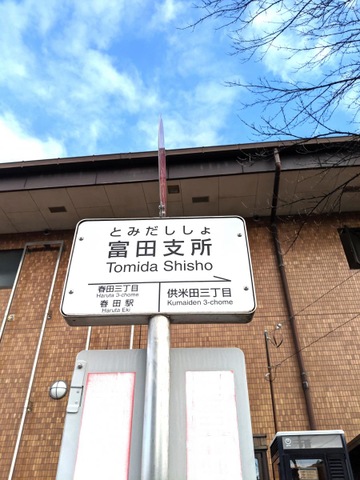 とみだししょ
富田支所
Tomida Shisho
春田三丁目
Haruta 3-chome
春田駅
Haruta Eki
供米田三丁目
Kumaiden 3-chome